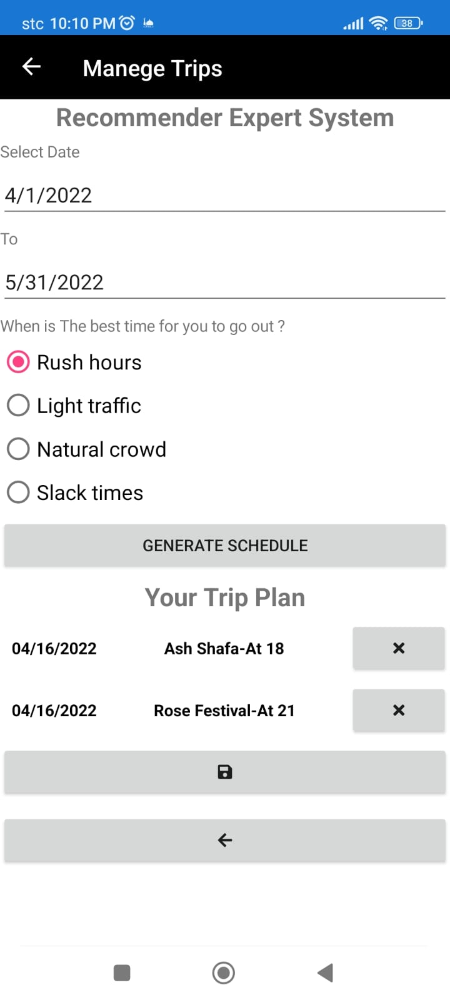 stc 10:10 PM 38
Manege Trips
Recommender Expert System
Select Date
4/1/2022
To
5/31/2022
When is The best time for you to go out ?
Rush hours
Light traffic
Natural crowd
Slack times
GENERATE SCHEDULE
Your Trip Plan
04/16/2022 Ash Shafa-At 18
04/16/2022 Rose Festival-At 21